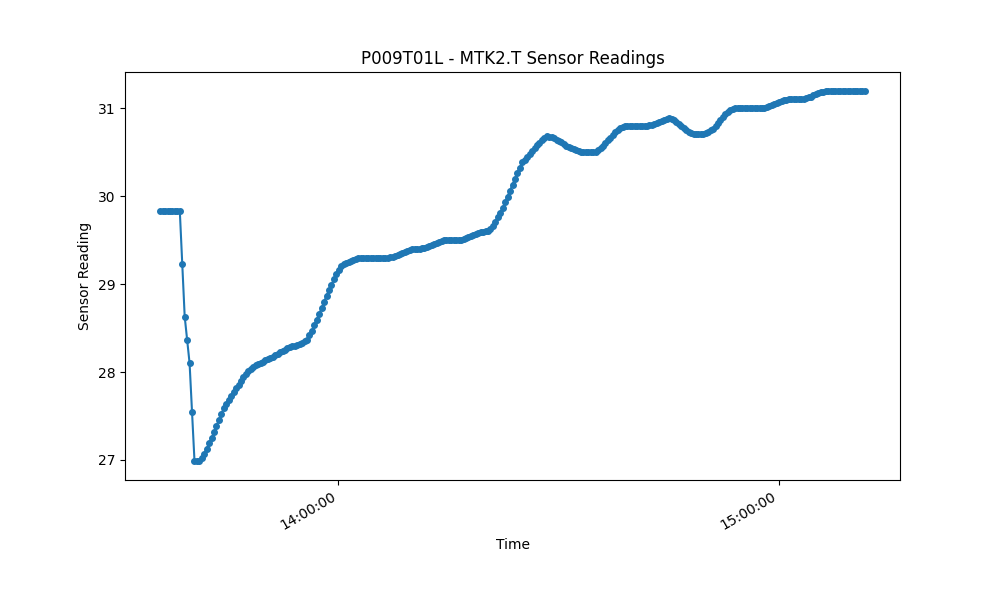 P009T01L - MTK2.T Sensor Readings
31
30
29
28
27
Sensor Reading
14:00:00
15:00:00
Time